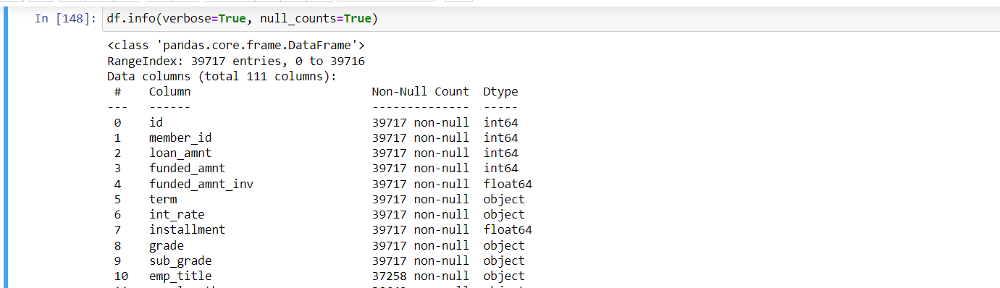 In [148]: df.info(verbose=True, null_counts=True)
<class 'pandas.core.frame.DataFrame'>
RangeIndex: 39717 entries, 0 to 39716
Data columns (total 111 columns):
# Column Non-Null Count Dtype
--- ------ -------------- -----
0 id 39717 non-null int64
1 member_id 39717 non-null int64
2 loan_amnt 39717 non-null int64
3 funded_amnt 39717 non-null int64
4 funded_amnt_inv 39717 non-null float64
5 term 39717 non-null object
6 int_rate 39717 non-null object
7 installment 39717 non-null float64
8 grade 39717 non-null object
9 sub_grade 39717 non-null object
10 emp_title 37258 non-null object